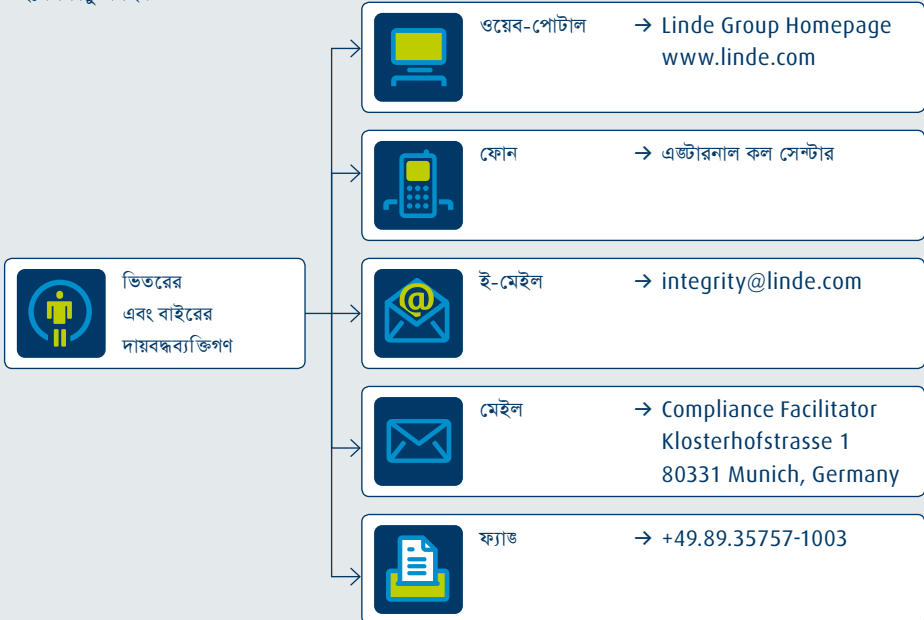 ওয়েব-পোর্টাল → Linde Group Homepage
www.linde.com
ফোন → এক্টারনাল কল সেন্টার
ভিতরের
এবং বাইরের
দায়বদ্ধব্যক্তিগণ
ই-মেইল → integrity@linde.com
মেইল → Compliance Facilitator
Klosterhofstrasse 1
80331 Munich, Germany
ফ্যাক্স → +49.89.35757-1003